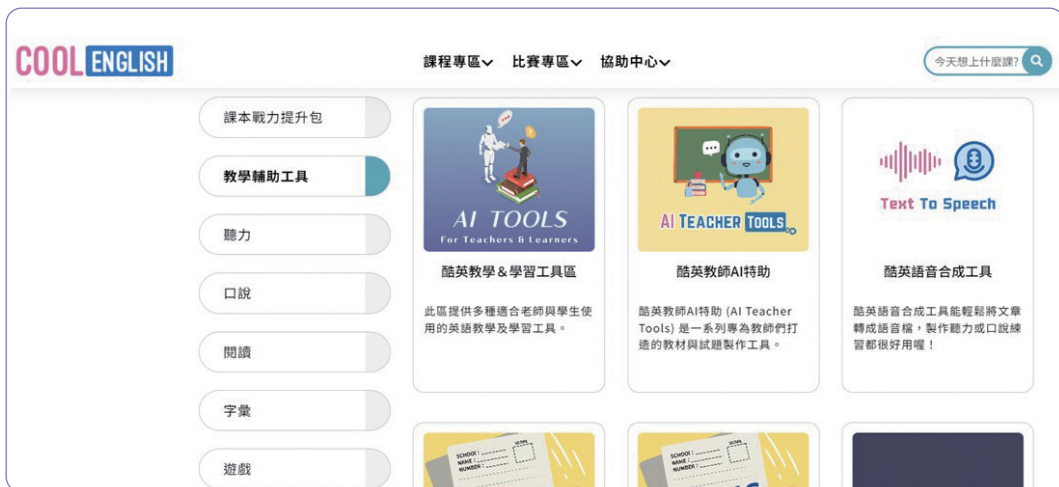 COOL ENGLISH
課程專區 比賽專區 協助中心
今天想上什麼課?
課本戰力提升包
教學輔助工具
聽力
口說
閱讀
字彙
遊戲
AI TOOLS
For Teachers & Learners
酷英教學&學習工具區
此區提供多種適合老師與學生使
用的英語教學及學習工具。
AI TEACHER TOOLS
酷英教師AI特助
酷英教師AI特助 (AI Teacher
Tools) 是一系列專為教師們打
造的教材與試題製作工具。
Text To Speech
酷英語音合成工具
酷英語音合成工具能輕鬆將文章
轉成語音檔,製作聽力或口說練
習都很好用喔!
SCHOOL:
NAME:
NUMBER:
SCORE
SCHOOL:
NAME:
NUMBER:
SCORE